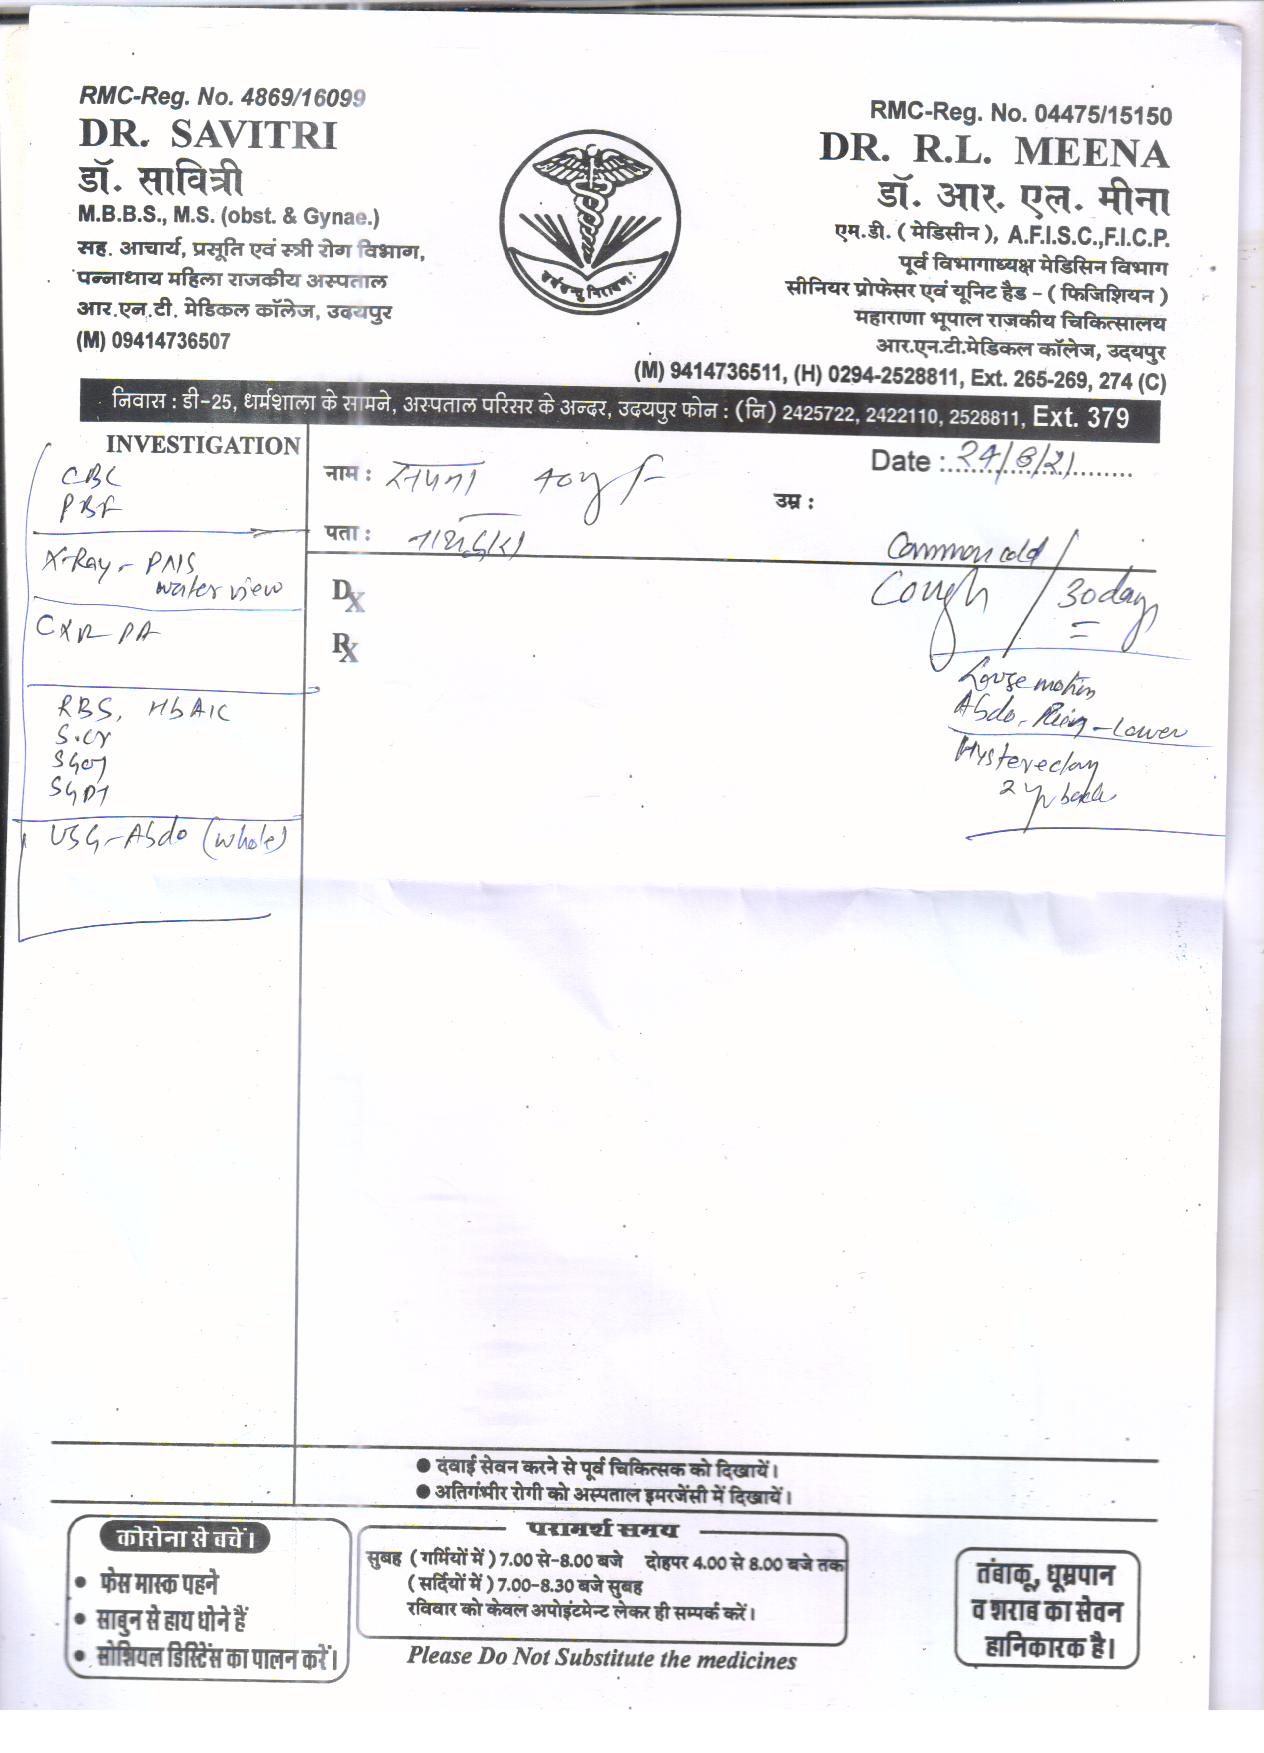 RMC-Reg. No. 4869/16099
DR. SAVITRI
डॉ. सावित्री
M.B.B.S., M.S. (obst. & Gynae.)
सह. आचार्य, प्रसूति एवं स्त्री रोग विभाग,
पन्नाधाय महिला राजकीय अस्पताल
आर.एन.टी. मेडिकल कॉलेज, उदयपुर
(M) 09414736507
सर्वेसन्तु निरामयाः
RMC-Reg. No. 04475/15150
DR. R.L. MEENA
डॉ. आर. एल. मीना
एम.डी. ( मेडिसीन ), A.F.I.S.C.,F.I.C.P.
पूर्व विभागाध्यक्ष मेडिसिन विभाग
सीनियर प्रोफेसर एवं यूनिट हैड - ( फिजिशियन )
महाराणा भूपाल राजकीय चिकित्सालय
आर.एन.टी.मेडिकल कॉलेज, उदयपुर
(M) 9414736511, (H) 0294-2528811, Ext. 265-269, 274 (C)
निवास : डी-25, धर्मशाला के सामने, अस्पताल परिसर के अन्दर, उदयपुर फोन : (नि) 2425722, 2422110, 2528811, Ext. 379
INVESTIGATION
CBC
PBF
X-Ray - PNS
water view
CXR PA
RBS, HbA1C
S.Cr
SGOT
SGPT
USG - Abdo (whole)
नाम : सपना 40y F
Date : 24/8/21
उम्र :
पता : नाथद्वारा
Common cold /
Cough / 30 days
Dx
Rx
Loose motion
Abdo. - Lower
2 yr back
● दवाई सेवन करने से पूर्व चिकित्सक को दिखायें।
● अतिगंभीर रोगी को अस्पताल इमरजेंसी में दिखायें।
कोरोना से बचें।
• फेस मास्क पहने
• साबुन से हाथ धोने हैं
• सोशियल डिस्टिेंस का पालन करें।
परामर्श समय
सुबह ( गर्मियों में ) 7.00 से-8.00 बजे दोहपर 4.00 से 8.00 बजे तक
( सर्दियों में ) 7.00-8.30 बजे सुबह
रविवार को केवल अपोइंटमेन्ट लेकर ही सम्पर्क करें।
Please Do Not Substitute the medicines
तंबाकू, धूम्रपान
व शराब का सेवन
हानिकारक है।